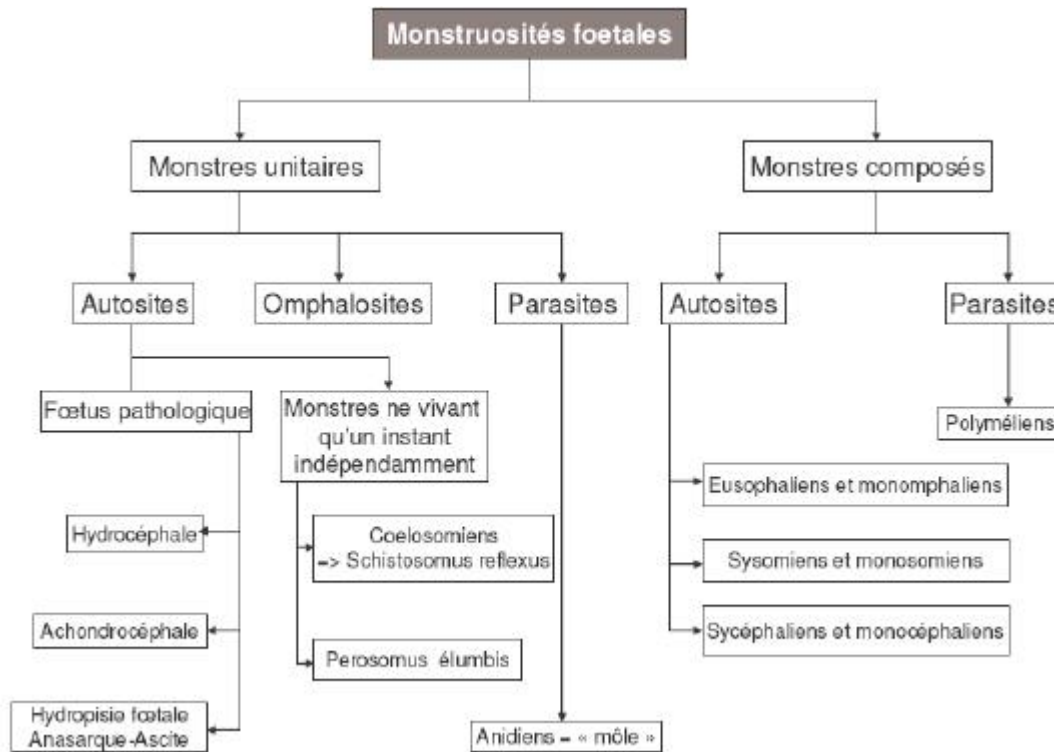 Monstruosités foetales
Monstres unitaires
Monstres composés
Autosites
Omphalosites
Parasites
Autosites
Parasites
Fœtus pathologique
Monstres ne vivant
qu'un instant
indépendamment
Polyméliens
Eusophaliens et monomphaliens
Hydrocéphale
Coelosomiens
–> Schistosomus reflexus
Sysomiens et monosomiens
Achondrocéphale
Sycéphaliens et monocéphaliens
Perosomus élumbis
Hydropisie fœtale
Anasarque-Ascite
Anidiens – « môle »